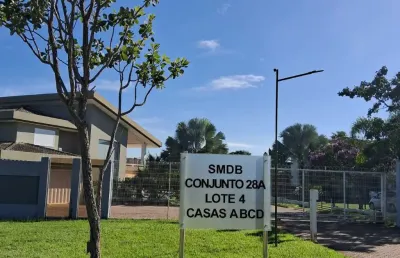 SMDB
CONJUNTO 28A
LOTE 4
CASAS ABCD